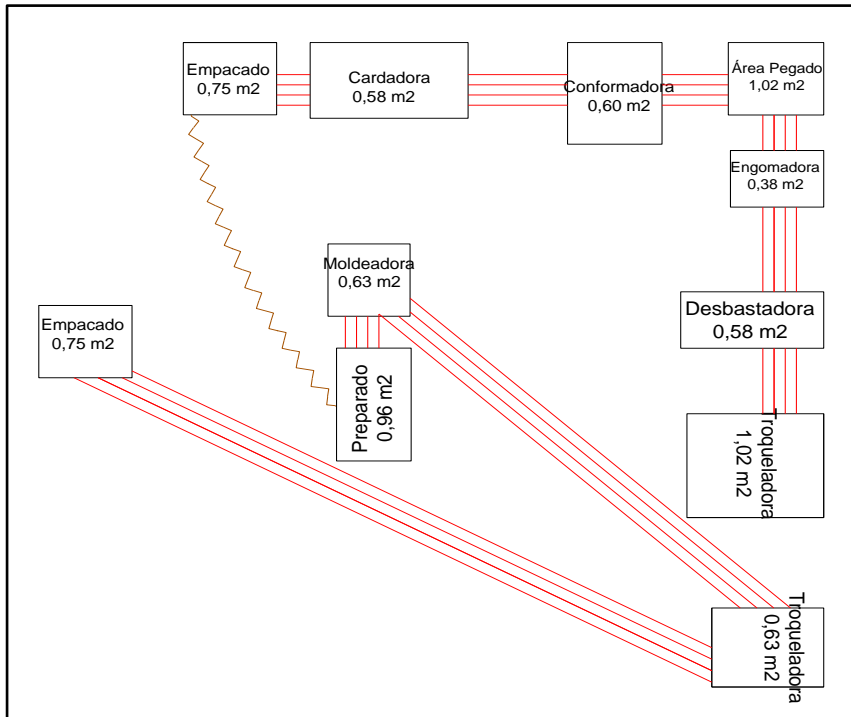 Empacado
0,75 m2
Cardadora
0,58 m2
Conformadora
0,60 m2
Área Pegado
1,02 m2
Engomadora
0,38 m2
Moldeadora
0,63 m2
Desbastadora
0,58 m2
Empacado
0,75 m2
Preparado
0,96 m2
Troqueladora
1,02 m2
Troqueladora
0,63 m2